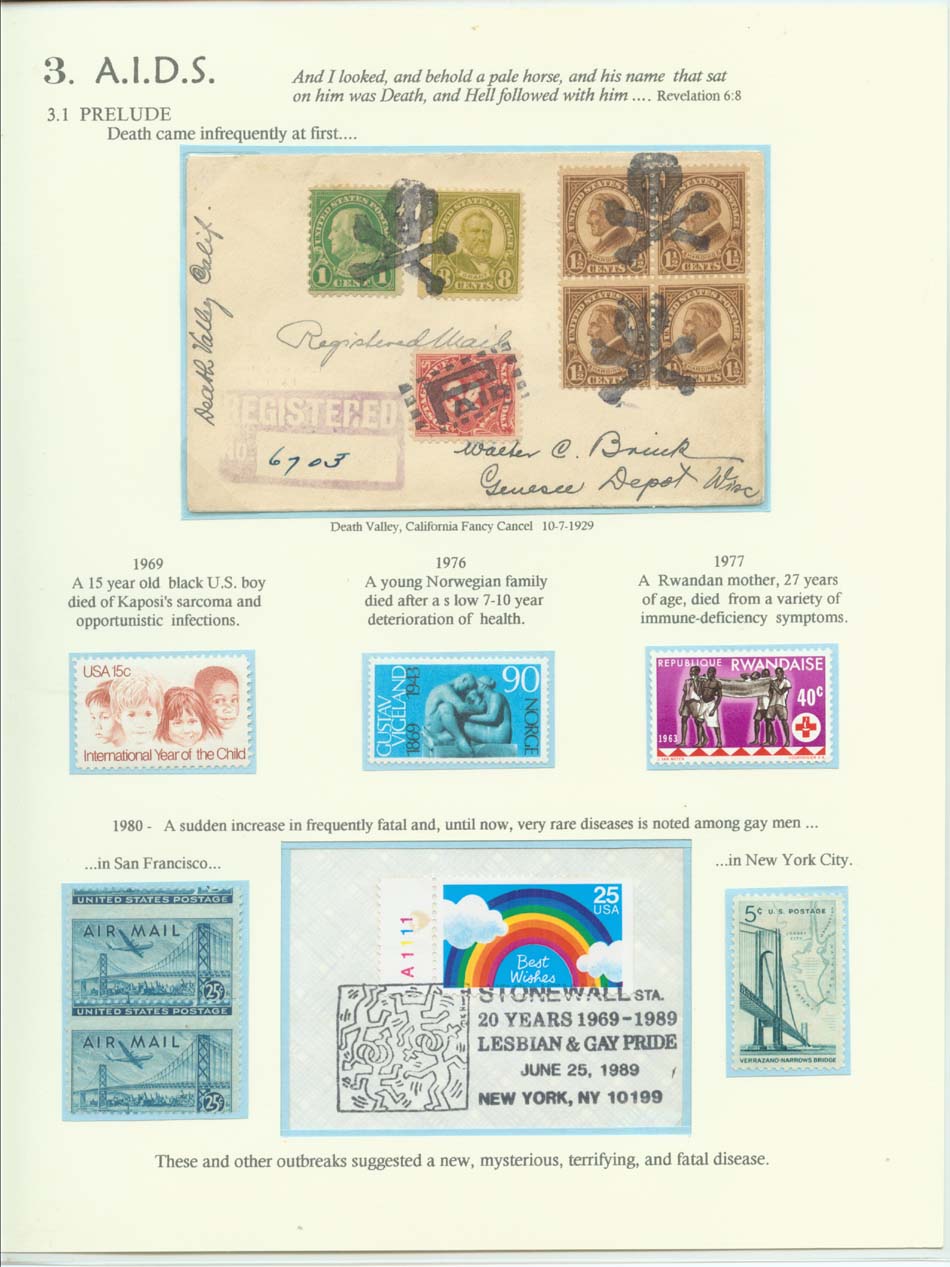 3. A.I.D.S.
And I looked, and behold a pale horse, and his name that sat
on him was Death, and Hell followed with him .... Revelation 6:8
3.1 PRELUDE
Death came infrequently at first....
Death Valley Calif.
UNITED STATES POSTAGE
1 CENT 1
UNITED STATES POSTAGE
8 CENTS 8
UNITED STATES POSTAGE
1½ CENTS
UNITED STATES POSTAGE
1½ CENTS
Registered Mail
REGISTERED
No.
6703
Walter C. Brink
Genesee Depot Wisc
Death Valley, California Fancy Cancel 10-7-1929
1969
A 15 year old black U.S. boy
died of Kaposi's sarcoma and
opportunistic infections.
1976
A young Norwegian family
died after a s low 7-10 year
deterioration of health.
1977
A Rwandan mother, 27 years
of age, died from a variety of
immune-deficiency symptoms.
USA 15c
International Year of the Child
GUSTAV
VIGELAND
1869 1943
90
NORGE
REPUBLIQUE RWANDAISE
40c
1963
1980 - A sudden increase in frequently fatal and, until now, very rare diseases is noted among gay men ...
...in San Francisco...
...in New York City.
UNITED STATES POSTAGE
AIR MAIL
25¢
UNITED STATES POSTAGE
AIR MAIL
25¢
A1111
25
USA
Best
Wishes
STONEWALL STA.
20 YEARS 1969-1989
LESBIAN & GAY PRIDE
JUNE 25, 1989
NEW YORK, NY 10199
5¢ U.S. POSTAGE
VERRAZANO-NARROWS BRIDGE
These and other outbreaks suggested a new, mysterious, terrifying, and fatal disease.